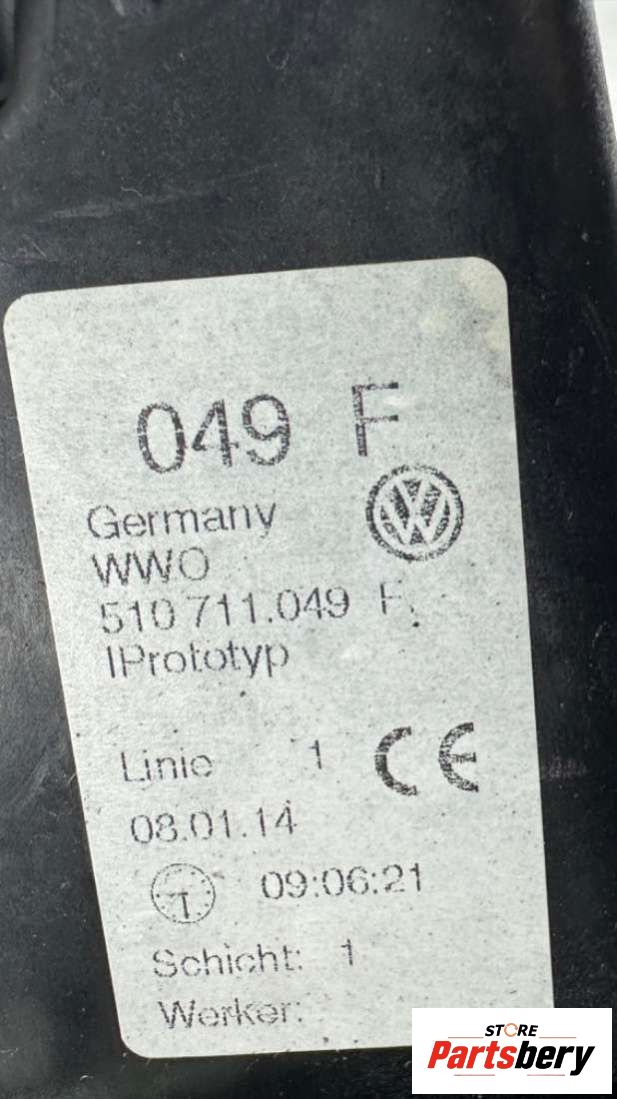 049 F
Germany
WWO
510 711.049 F
IPrototyp
Linie 1 CE
08.01.14
T 09:06:21
Schicht: 1
Werker:
STORE
Partsbery